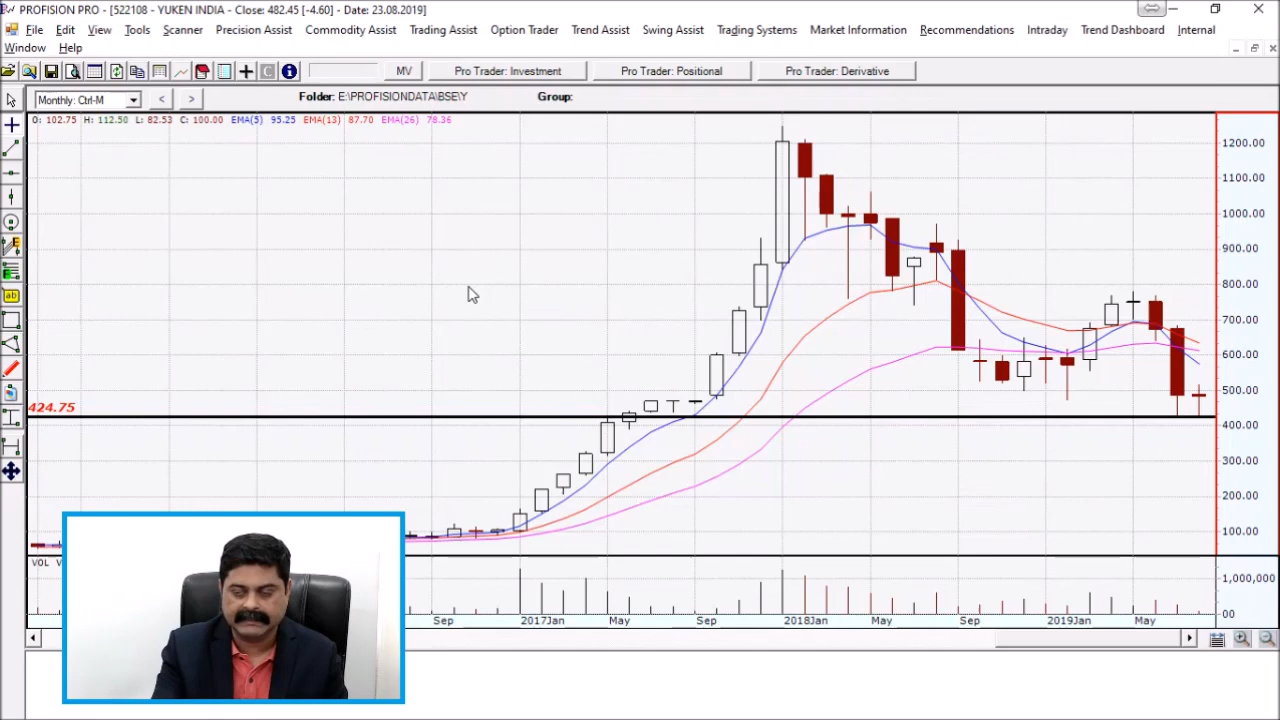 PROFISION PRO - [522108 - YUKEN INDIA - Close: 482.45 [-4.60] - Date: 23.08.2019]
File Edit View Tools Scanner Precision Assist Commodity Assist Trading Assist Option Trader Trend Assist Swing Assist Trading Systems Market Information Recommendations Intraday Trend Dashboard Internal
Window Help
MV Pro Trader: Investment Pro Trader: Positional Pro Trader: Derivative
Monthly: Ctrl-M < > Folder: E:\PROFISIONDATA\BSE\Y Group:
O: 102.75 H: 112.50 L: 82.53 C: 100.00 EMA(5) 95.25 EMA(13) 87.70 EMA(26) 78.36
1200.00
1100.00
1000.00
900.00
800.00
700.00
600.00
500.00
424.75
400.00
300.00
200.00
100.00
VOL
1,000,000
00
Sep 2017Jan May Sep 2018Jan May Sep 2019Jan May